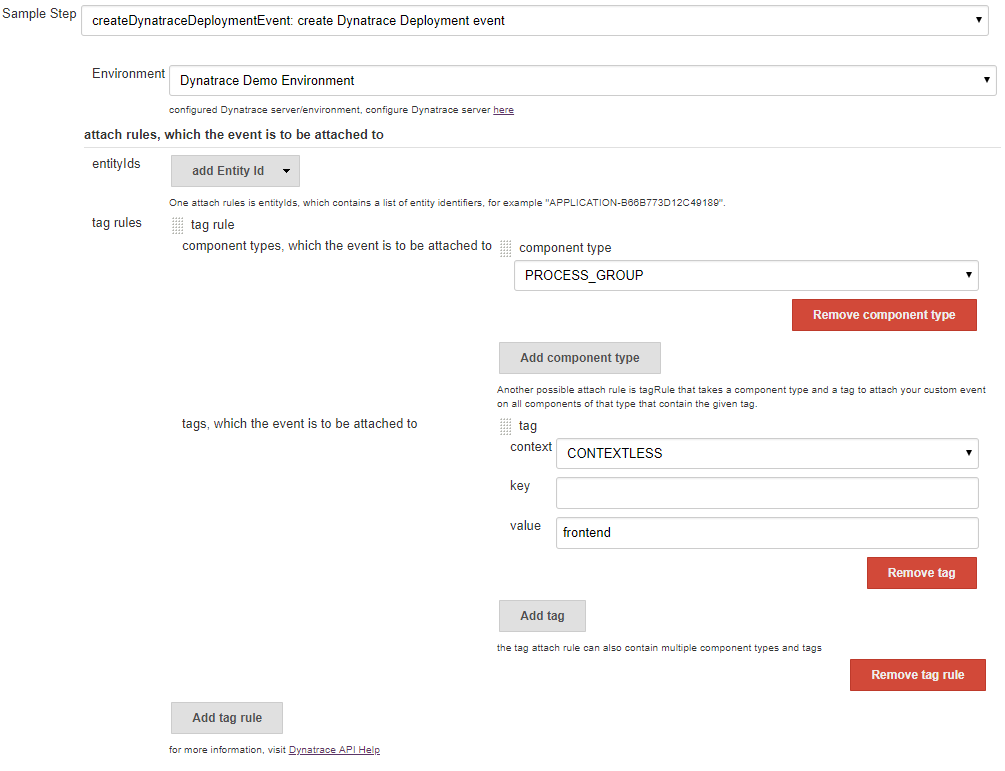 Sample Step
createDynatraceDeploymentEvent: create Dynatrace Deployment event
Environment
Dynatrace Demo Environment
configured Dynatrace server/environment, configure Dynatrace server here
attach rules, which the event is to be attached to
entityIds
add Entity Id
One attach rules is entityIds, which contains a list of entity identifiers, for example "APPLICATION-B66B773D12C49189".
tag rules
tag rule
component types, which the event is to be attached to
component type
PROCESS_GROUP
Remove component type
Add component type
Another possible attach rule is tagRule that takes a component type and a tag to attach your custom event
on all components of that type that contain the given tag.
tags, which the event is to be attached to
tag
context
CONTEXTLESS
key
value
frontend
Remove tag
Add tag
the tag attach rule can also contain multiple component types and tags
Remove tag rule
Add tag rule
for more information, visit Dynatrace API Help